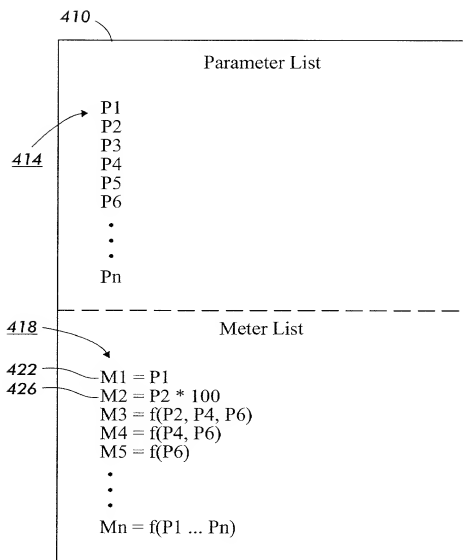 410
Parameter List
414
P1
P2
P3
P4
P5
P6
Pn
418
Meter List
422 M1 = P1
426 M2 = P2 * 100
M3 = f(P2, P4, P6)
M4 = f(P4, P6)
M5 = f(P6)
Mn = f(P1 ... Pn)